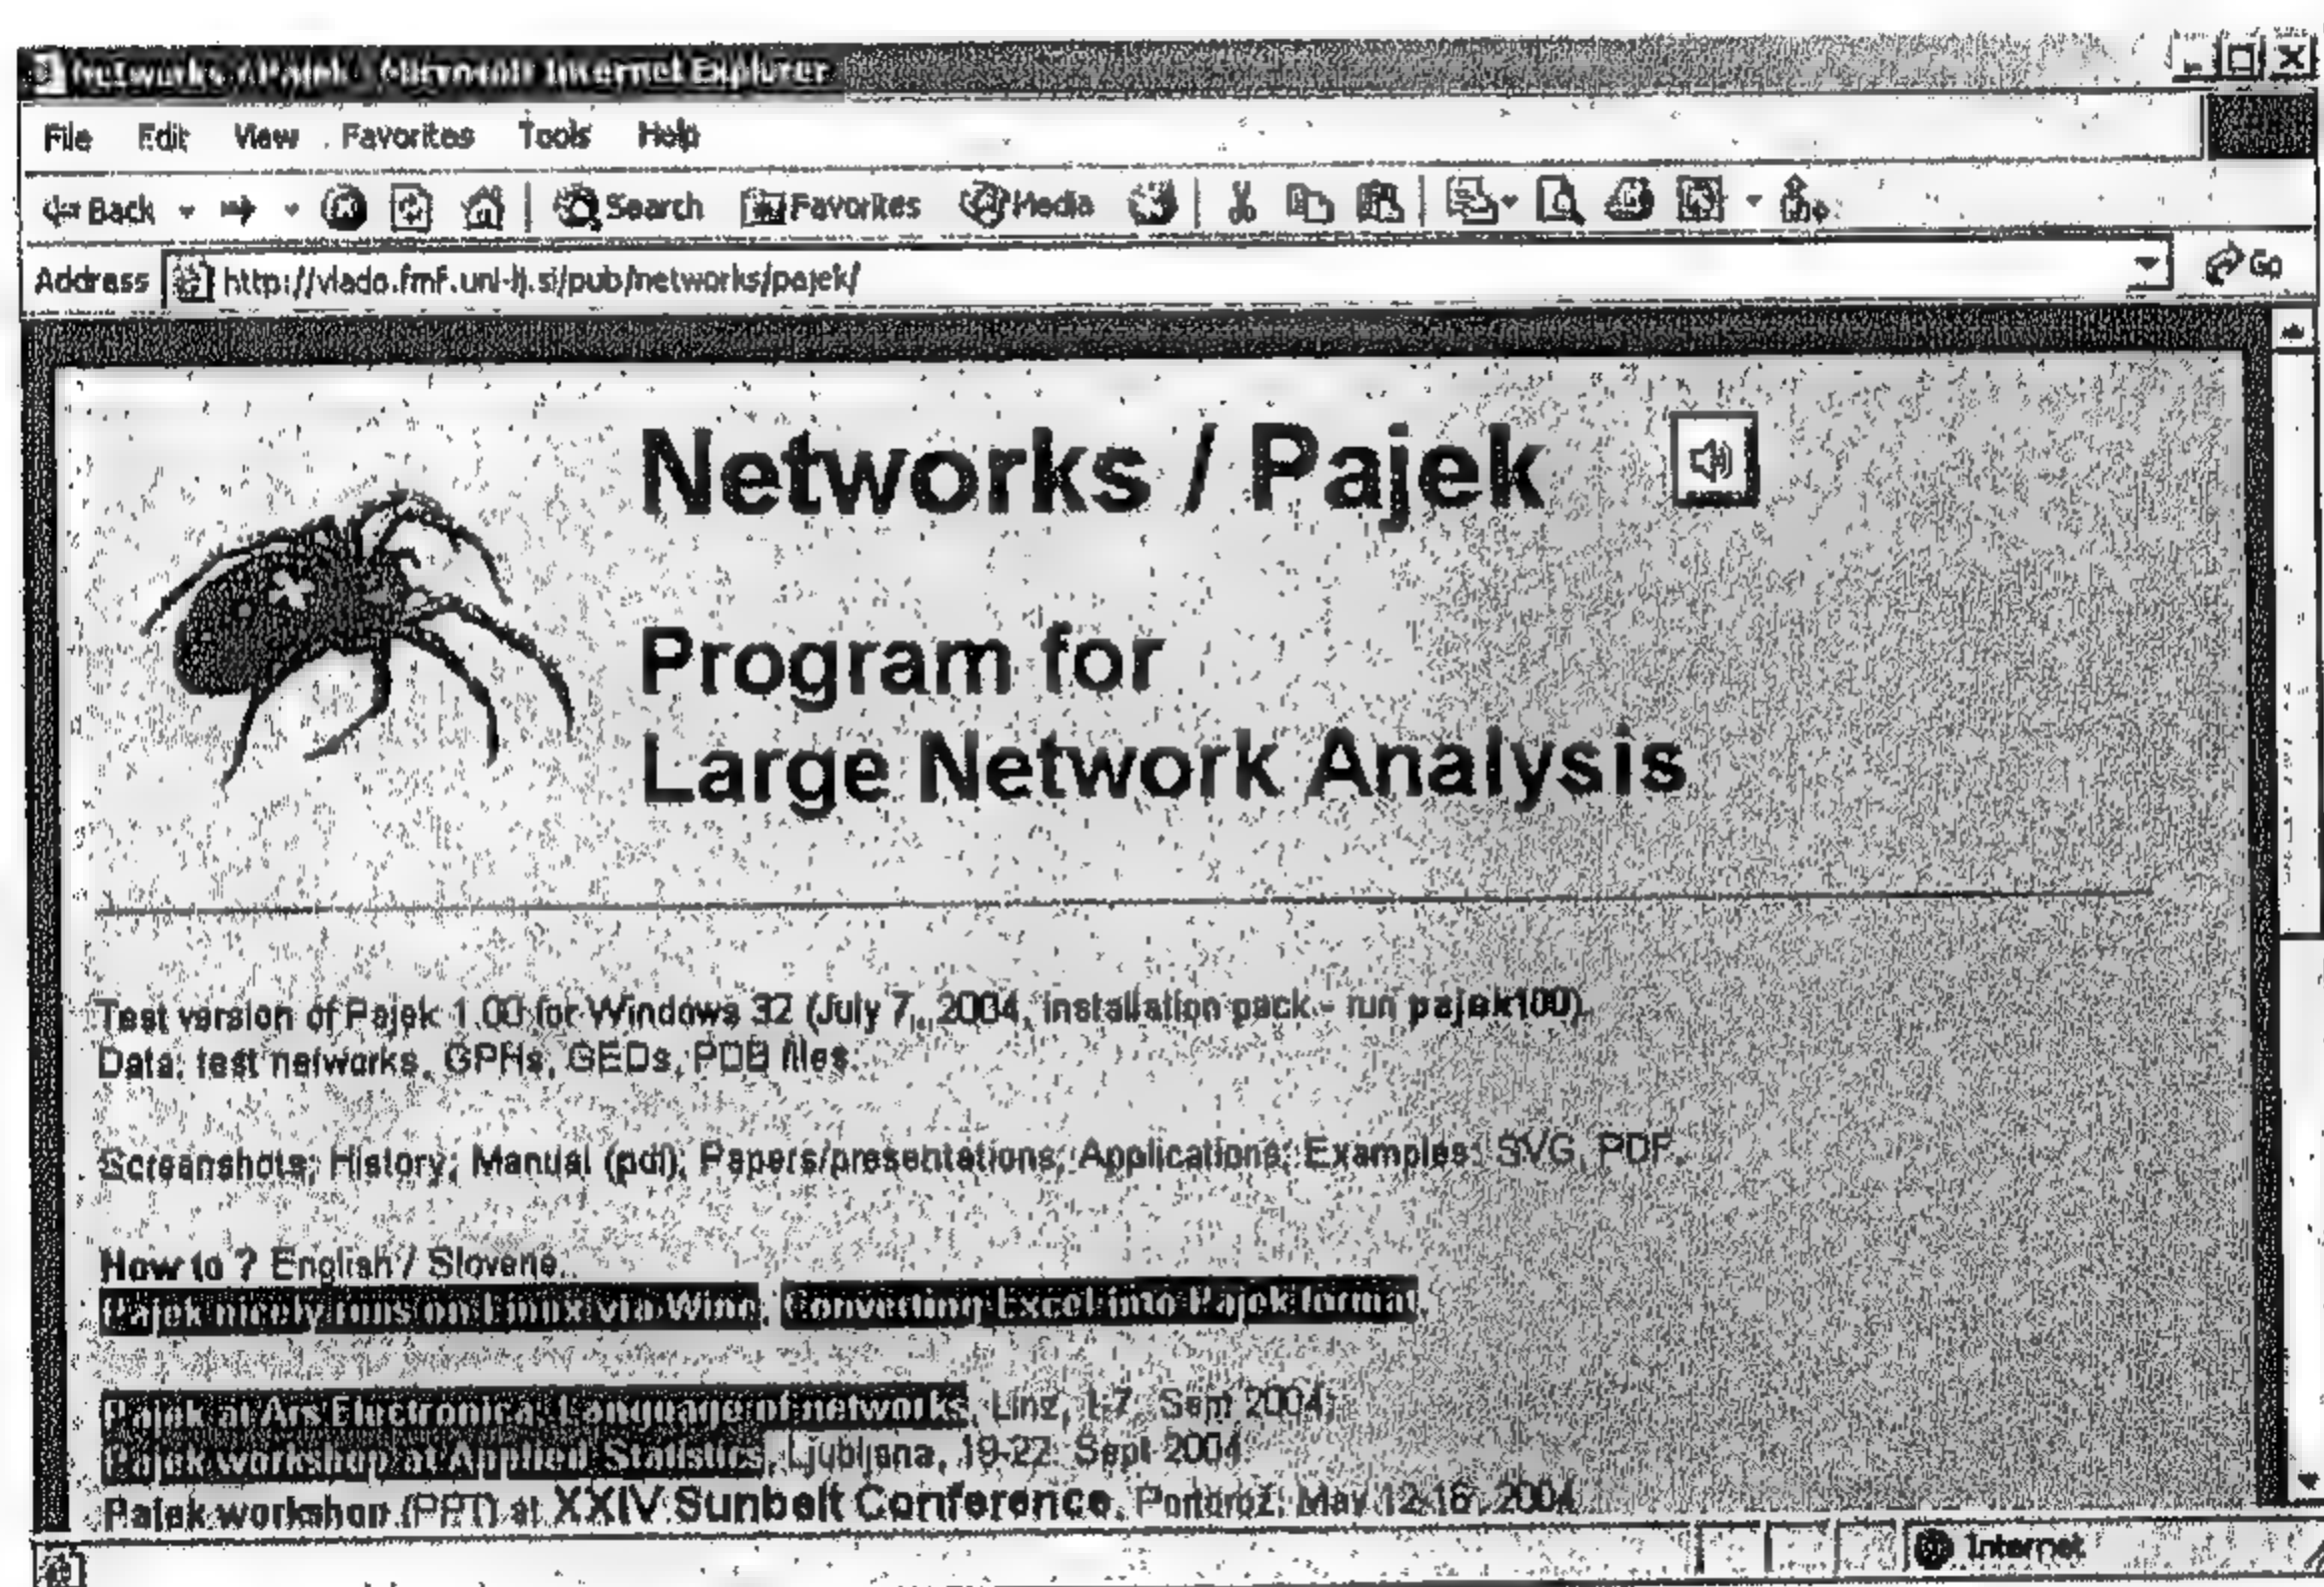 Networks / Pajek - Microsoft Internet Explorer
File Edit View Favorites Tools Help
Back Search Favorites Media
Address http://vlado.fmf.uni-lj.si/pub/networks/pajek/ Go
Networks / Pajek
Program for
Large Network Analysis
Test version of Pajek 1.00 for Windows 32 (July 7, 2004, installation pack - run pajek100).
Data: test networks, GPHs, GEDs, PDB files.
Screenshots; History; Manual (pdf); Papers/presentations; Applications; Examples: SVG, PDF.
How to ? English / Slovene.
Pajek nicely runs on Linux via Wine, Converting Excel into Pajek format.
Pajek at Ars Electronica: Language of networks, Linz, 2004;
Pajek workshop at Applied Statistics, Ljubljana, 19-22. Sept 2004
Pajek workshop (PPT) at XXIV Sunbelt Conference, Portorož, May 12-16, 2004
Internet